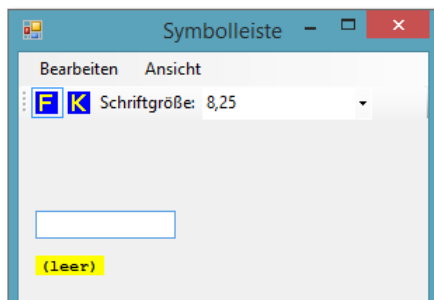 Symbolleiste
Bearbeiten Ansicht
F K Schriftgröße: 8,25
(leer)